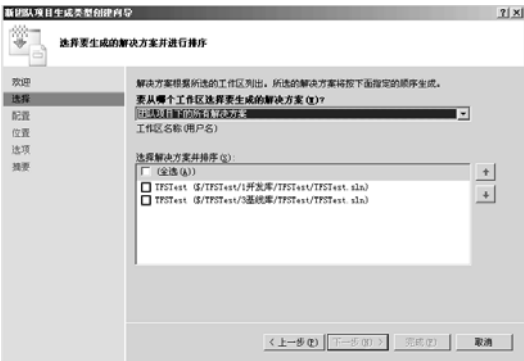 新团队项目生成类型创建向导
选择要生成的解决方案并进行排序
欢迎
选择
配置
位置
选项
摘要
解决方案根据所选的工作区列出。所选的解决方案将按下面指定的顺序生成。
要从哪个工作区选择要生成的解决方案(W)?
团队项目下的所有解决方案
工作区名称(用户名)
选择解决方案并排序(S):
(全选(A))
TFSTest ($/TFSTest/1开发库/TFSTest/TFSTest.sln)
TFSTest ($/TFSTest/3基线库/TFSTest/TFSTest.sln)
< 上一步(P)
下一步(N) >
完成(F)
取消